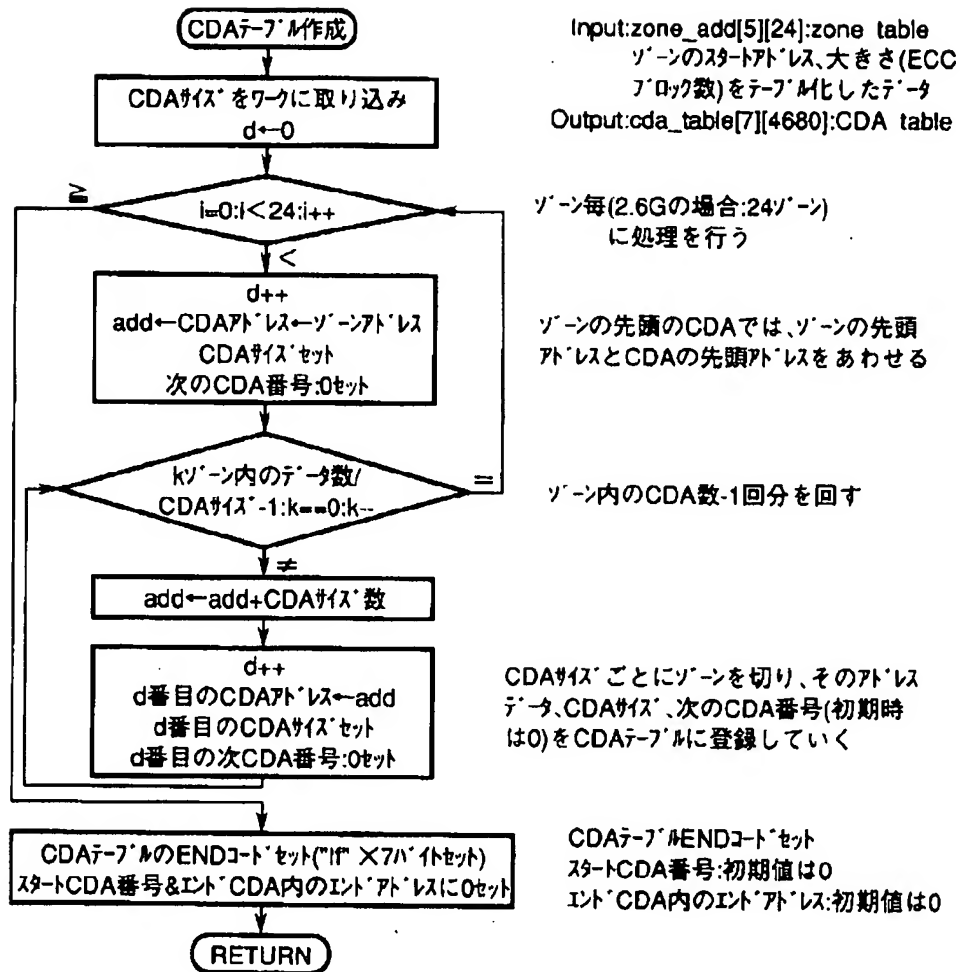 CDAテーブル作成
Input:zone_add[5][24]:zone table
ゾーンのスタートアドレス、大きさ(ECC
ブロック数)をテーブル化したデータ
Output:cda_table[7][4680]:CDA table
CDAサイズをワークに取り込み
d←0
≧
i=0:i<24:i++
ゾーン毎(2.6Gの場合:24ゾーン)
に処理を行う
<
d++
add←CDAアドレス←ゾーンアドレス
CDAサイズセット
次のCDA番号:0セット
ゾーンの先頭のCDAでは、ゾーンの先頭
アドレスとCDAの先頭アドレスをあわせる
kゾーン内のデータ数/
CDAサイズ-1:k==0:k--
=
ゾーン内のCDA数-1回分を回す
≠
add←add+CDAサイズ数
d++
d番目のCDAアドレス←add
d番目のCDAサイズセット
d番目の次CDA番号:0セット
CDAサイズごとにゾーンを切り、そのアドレス
データ、CDAサイズ、次のCDA番号(初期時
は0)をCDAテーブルに登録していく
CDAテーブルのENDコードセット("ff" ×7バイトセット)
スタートCDA番号&エンドCDA内のエンドアドレスに0セット
CDAテーブルENDコードセット
スタートCDA番号:初期値は0
エンドCDA内のエンドアドレス:初期値は0
RETURN